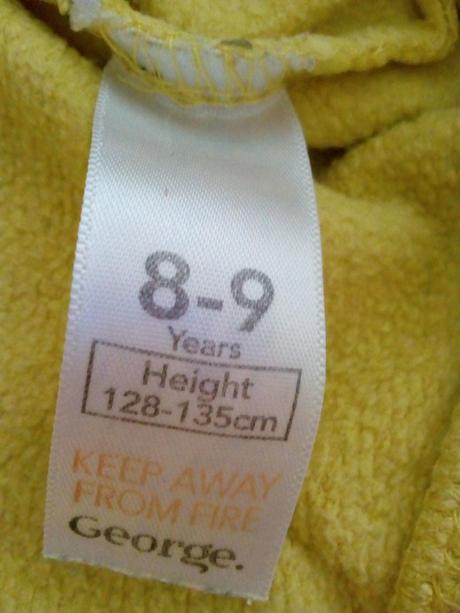 8-9
Years
Height
128-135cm
KEEP AWAY
FROM FIRE
George.